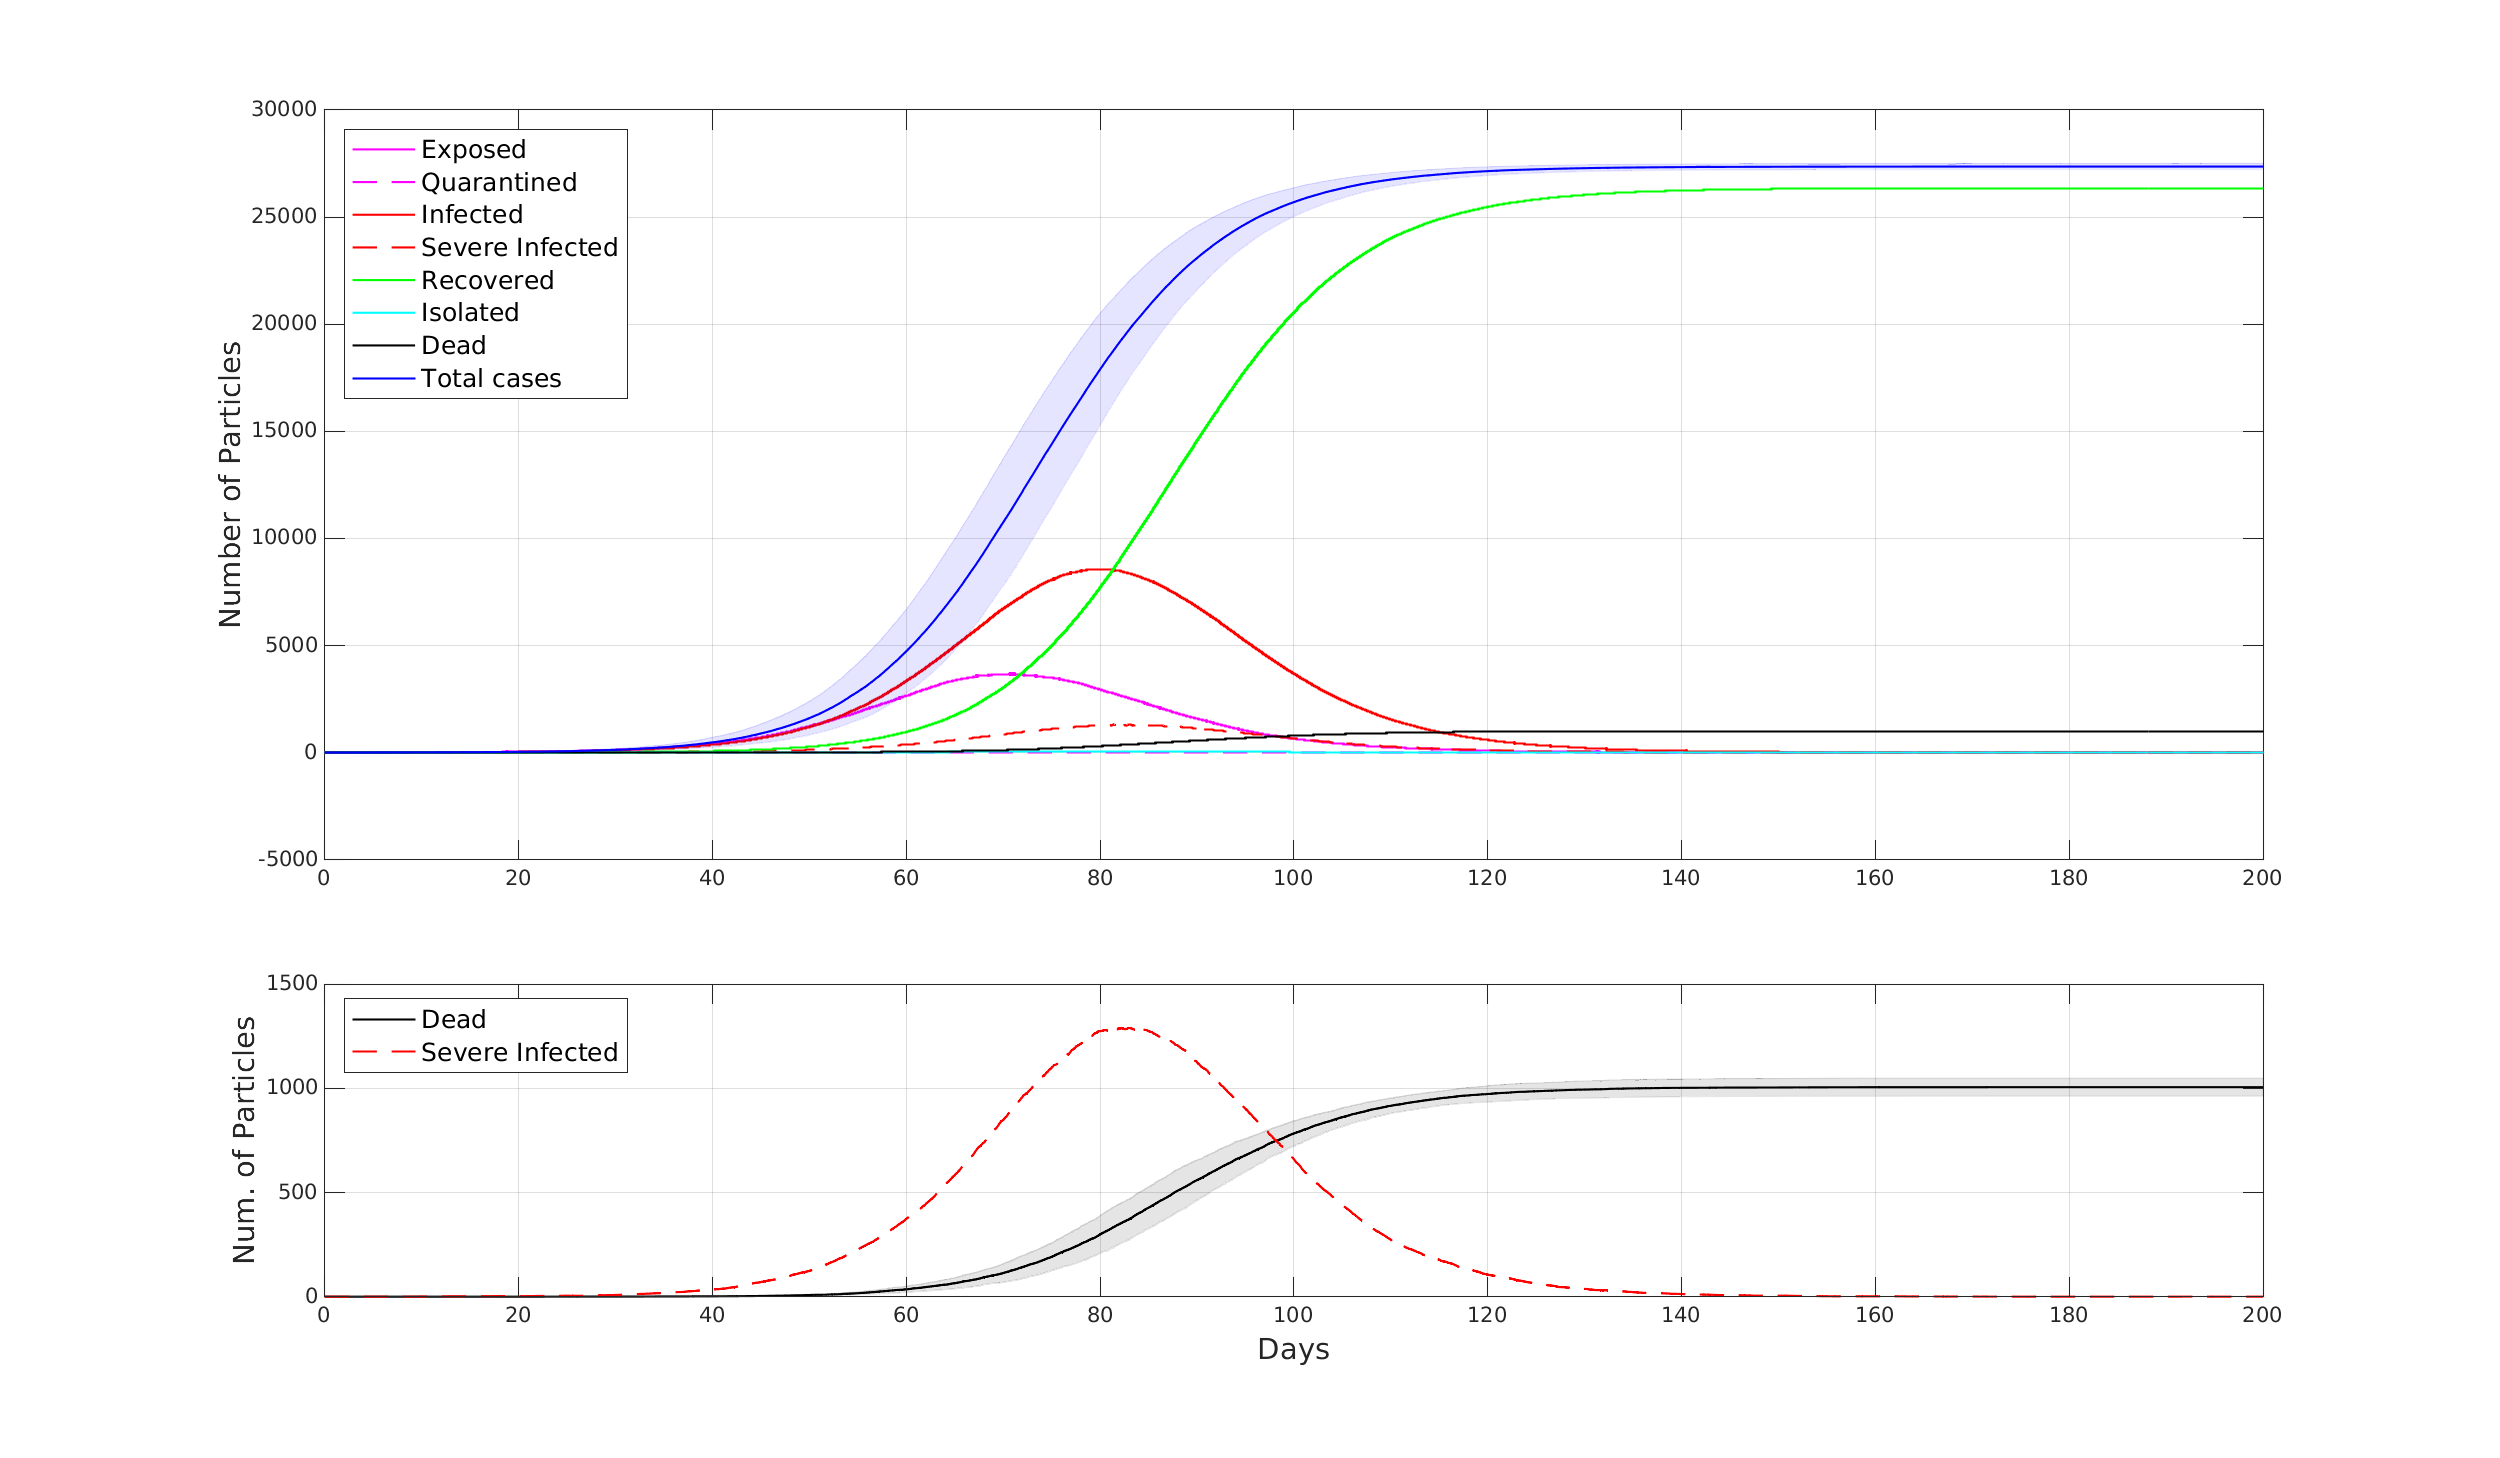 30000
25000
20000
15000
10000
5000
0
-5000
Number of Particles
Exposed
Quarantined
Infected
Severe Infected
Recovered
Isolated
Dead
Total cases
0 20 40 60 80 100 120 140 160 180 200
1500
1000
500
0
Num. of Particles
Dead
Severe Infected
0 20 40 60 80 100 120 140 160 180 200
Days